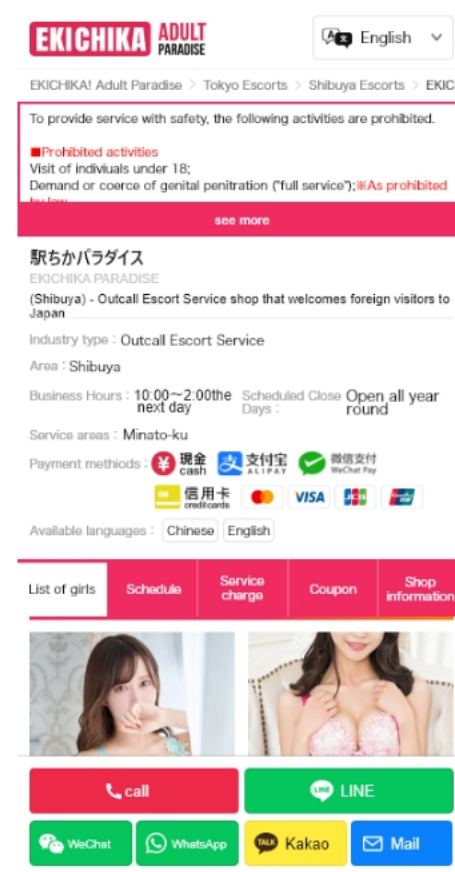 EKICHIKA ADULT PARADISE
English
EKICHIKA! Adult Paradise > Tokyo Escorts > Shibuya Escorts > EKIC
To provide service with safety, the following activities are prohibited.
■Prohibited activities
Visit of indiviuals under 18;
Demand or coerce of genital penitration ("full service");※As prohibited
by law
see more
駅ちかパラダイス
EKICHIKA PARADISE
(Shibuya) - Outcall Escort Service shop that welcomes foreign visitors to
Japan
Industry type : Outcall Escort Service
Area : Shibuya
Business Hours : 10:00～2:00the next day Scheduled Close Days : Open all year round
Service areas : Minato-ku
Payment methiods : 現金 cash 支付宝 ALIPAY 微信支付 WeChat Pay
信用卡 creditcards VISA JCB
Available languages : Chinese English
List of girls Schedule Service charge Coupon Shop information
call LINE LINE
WeChat WhatsApp TALK Kakao Mail